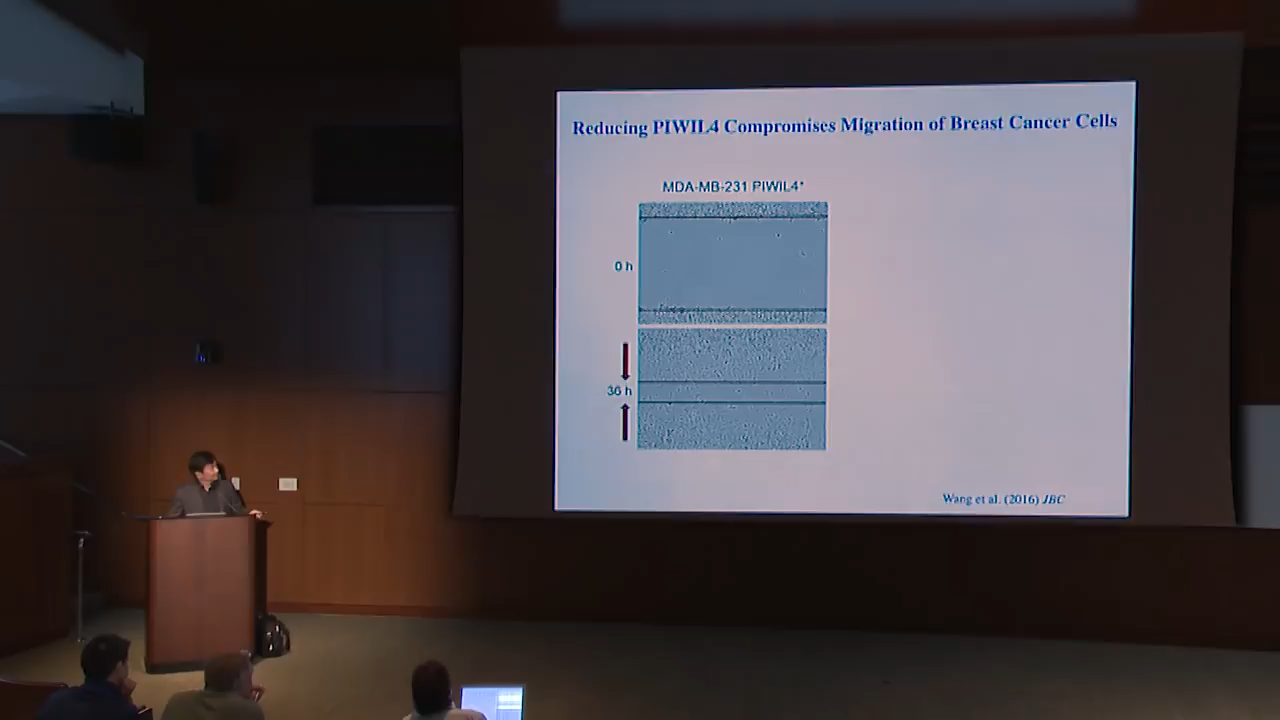 Reducing PIWIL4 Compromises Migration of Breast Cancer Cells
MDA-MB-231 PIWIL4+
0 h
36 h
Wang et al. (2016) JBC